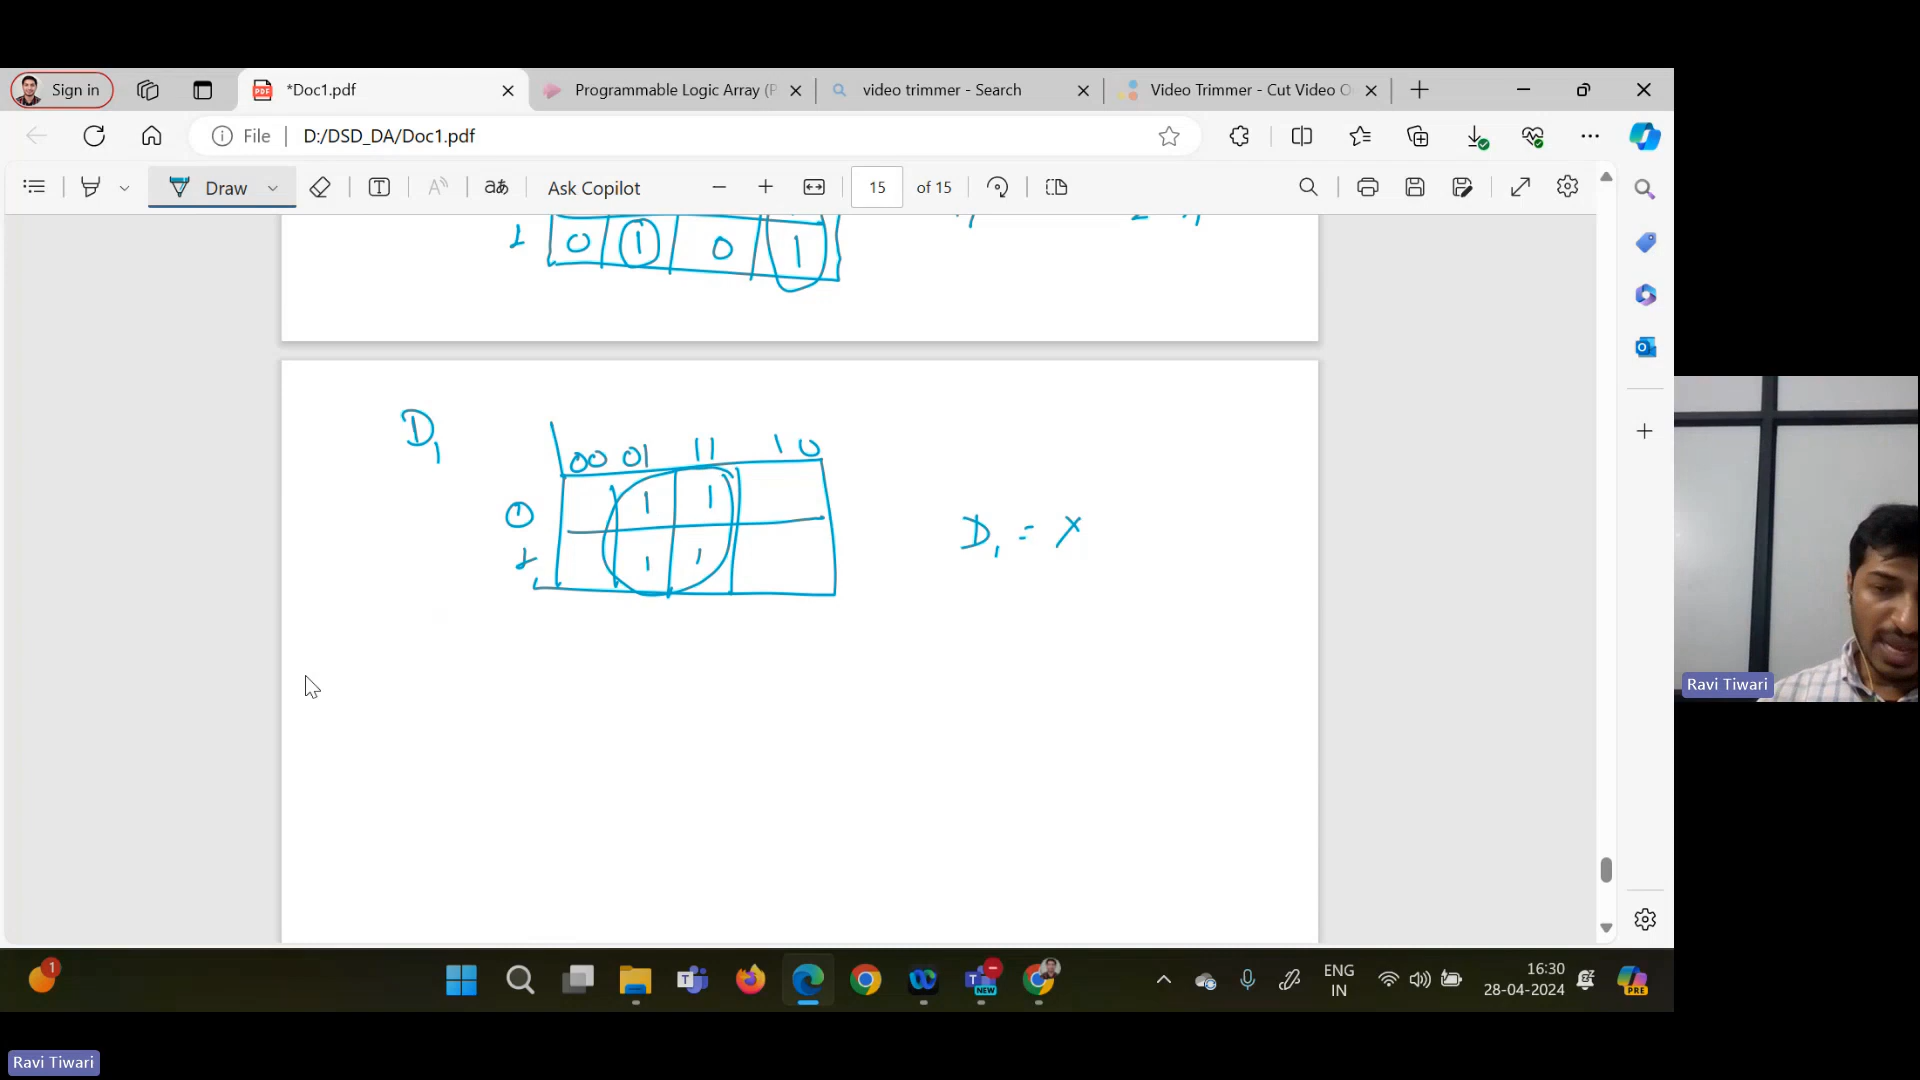 Sign in
*Doc1.pdf
Programmable Logic Array (P
video trimmer - Search
Video Trimmer - Cut Video O
File
D:/DSD_DA/Doc1.pdf
Draw
Ask Copilot
15
of 15
1 0 1 0 1
D1
00 01 11 10
0 1 1
1 1 1
D1 = x
Ravi Tiwari
1
NEW
ENG
IN
16:30
28-04-2024
PRE
Ravi Tiwari